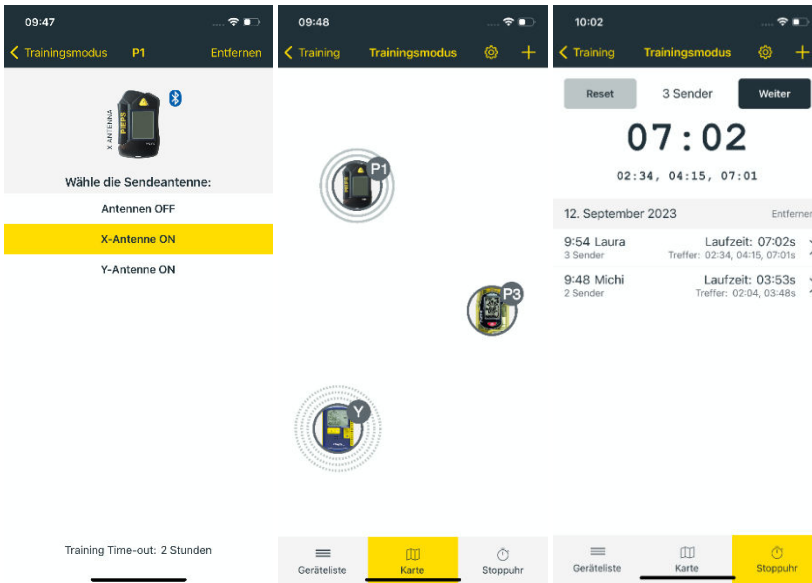 09:47
Trainingsmodus P1 Entfernen
X ANTENNA
PIEPS
Wähle die Sendeantenne:
Antennen OFF
X-Antenne ON
Y-Antenne ON
Training Time-out: 2 Stunden
09:48
Training Trainingsmodus
P1
P3
Y
Geräteliste Karte Stoppuhr
10:02
Training Trainingsmodus
Reset 3 Sender Weiter
07:02
02:34, 04:15, 07:01
12. September 2023 Entfernen
9:54 Laura Laufzeit: 07:02s
3 Sender Treffer: 02:34, 04:15, 07:01s
9:48 Michi Laufzeit: 03:53s
2 Sender Treffer: 02:04, 03:48s
Geräteliste Karte Stoppuhr